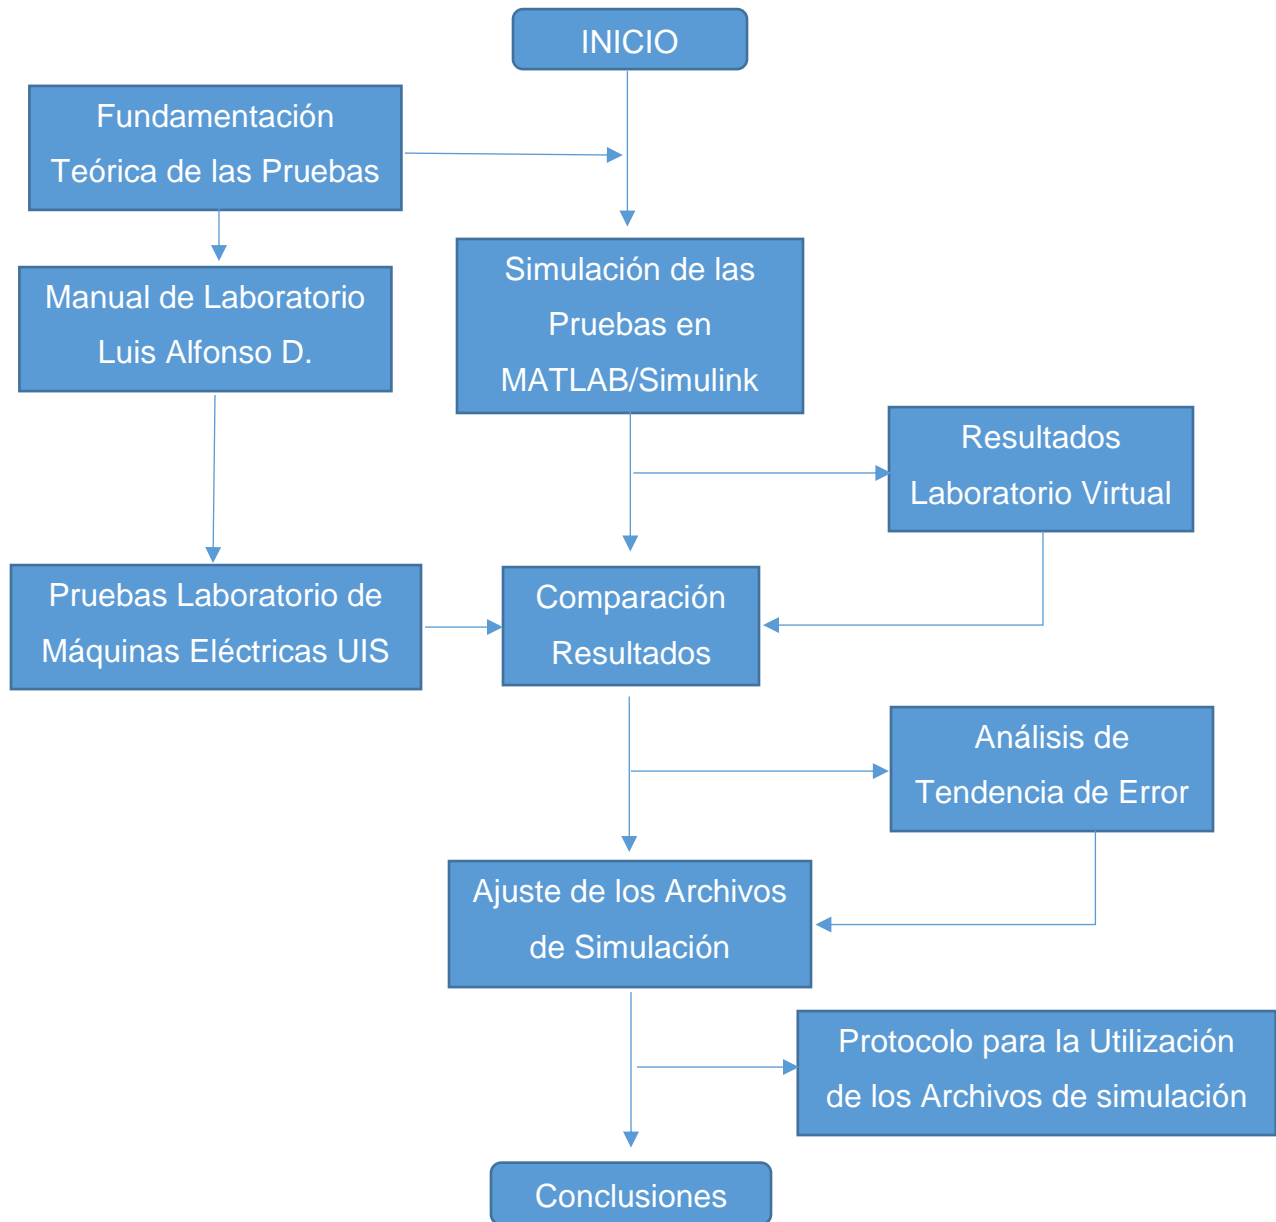 INICIO
Fundamentación
Teórica de las Pruebas
Manual de Laboratorio
Luis Alfonso D.
Simulación de las
Pruebas en
MATLAB/Simulink
Resultados
Laboratorio Virtual
Pruebas Laboratorio de
Máquinas Eléctricas UIS
Comparación
Resultados
Análisis de
Tendencia de Error
Ajuste de los Archivos
de Simulación
Protocolo para la Utilización
de los Archivos de simulación
Conclusiones